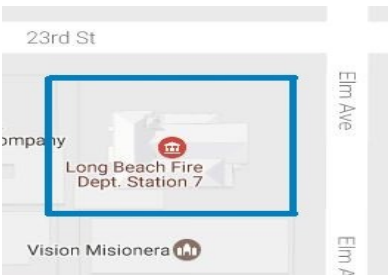 23rd St
Elm Ave
ompany
Long Beach Fire
Dept. Station 7
Vision Misionera
Elm A